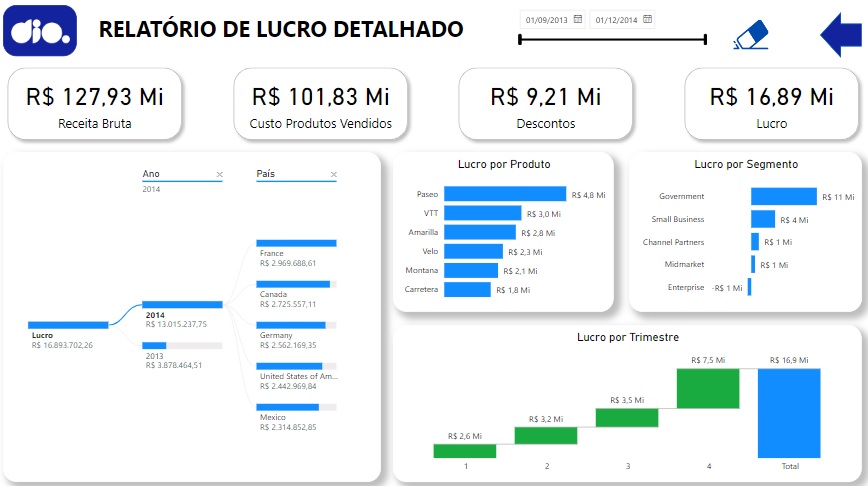 dio.
RELATÓRIO DE LUCRO DETALHADO
01/09/2013
01/12/2014
R$ 127,93 Mi
Receita Bruta
R$ 101,83 Mi
Custo Produtos Vendidos
R$ 9,21 Mi
Descontos
R$ 16,89 Mi
Lucro
Ano
2014
País
Lucro
R$ 16.893.702,26
2014
R$ 13.015.237,75
2013
R$ 3.878.464,51
France
R$ 2.969.688,61
Canada
R$ 2.725.557,11
Germany
R$ 2.562.169,35
United States of Am...
R$ 2.442.969,84
Mexico
R$ 2.314.852,85
Lucro por Produto
Paseo R$ 4,8 Mi
VTT R$ 3,0 Mi
Amarilla R$ 2,8 Mi
Velo R$ 2,3 Mi
Montana R$ 2,1 Mi
Carretera R$ 1,8 Mi
Lucro por Segmento
Government R$ 11 Mi
Small Business R$ 4 Mi
Channel Partners R$ 1 Mi
Midmarket R$ 1 Mi
Enterprise -R$ 1 Mi
Lucro por Trimestre
R$ 2,6 Mi
R$ 3,2 Mi
R$ 3,5 Mi
R$ 7,5 Mi
R$ 16,9 Mi
1 2 3 4 Total